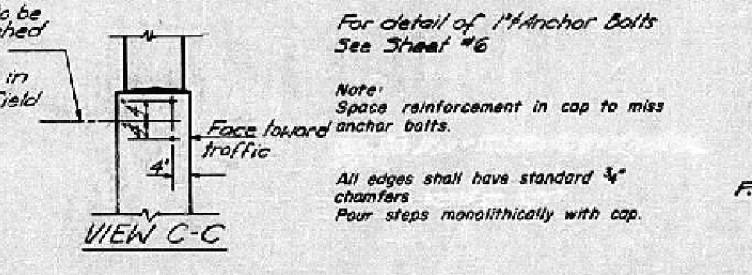 to be
in
Field
Face toward
traffic
4"
VIEW C-C
For detail of 1"ϕ Anchor Bolts
See Sheet #6
Note:
Space reinforcement in cap to miss
anchor bolts.
All edges shall have standard ¾"
chamfers
Pour steps monolithically with cap.
F.